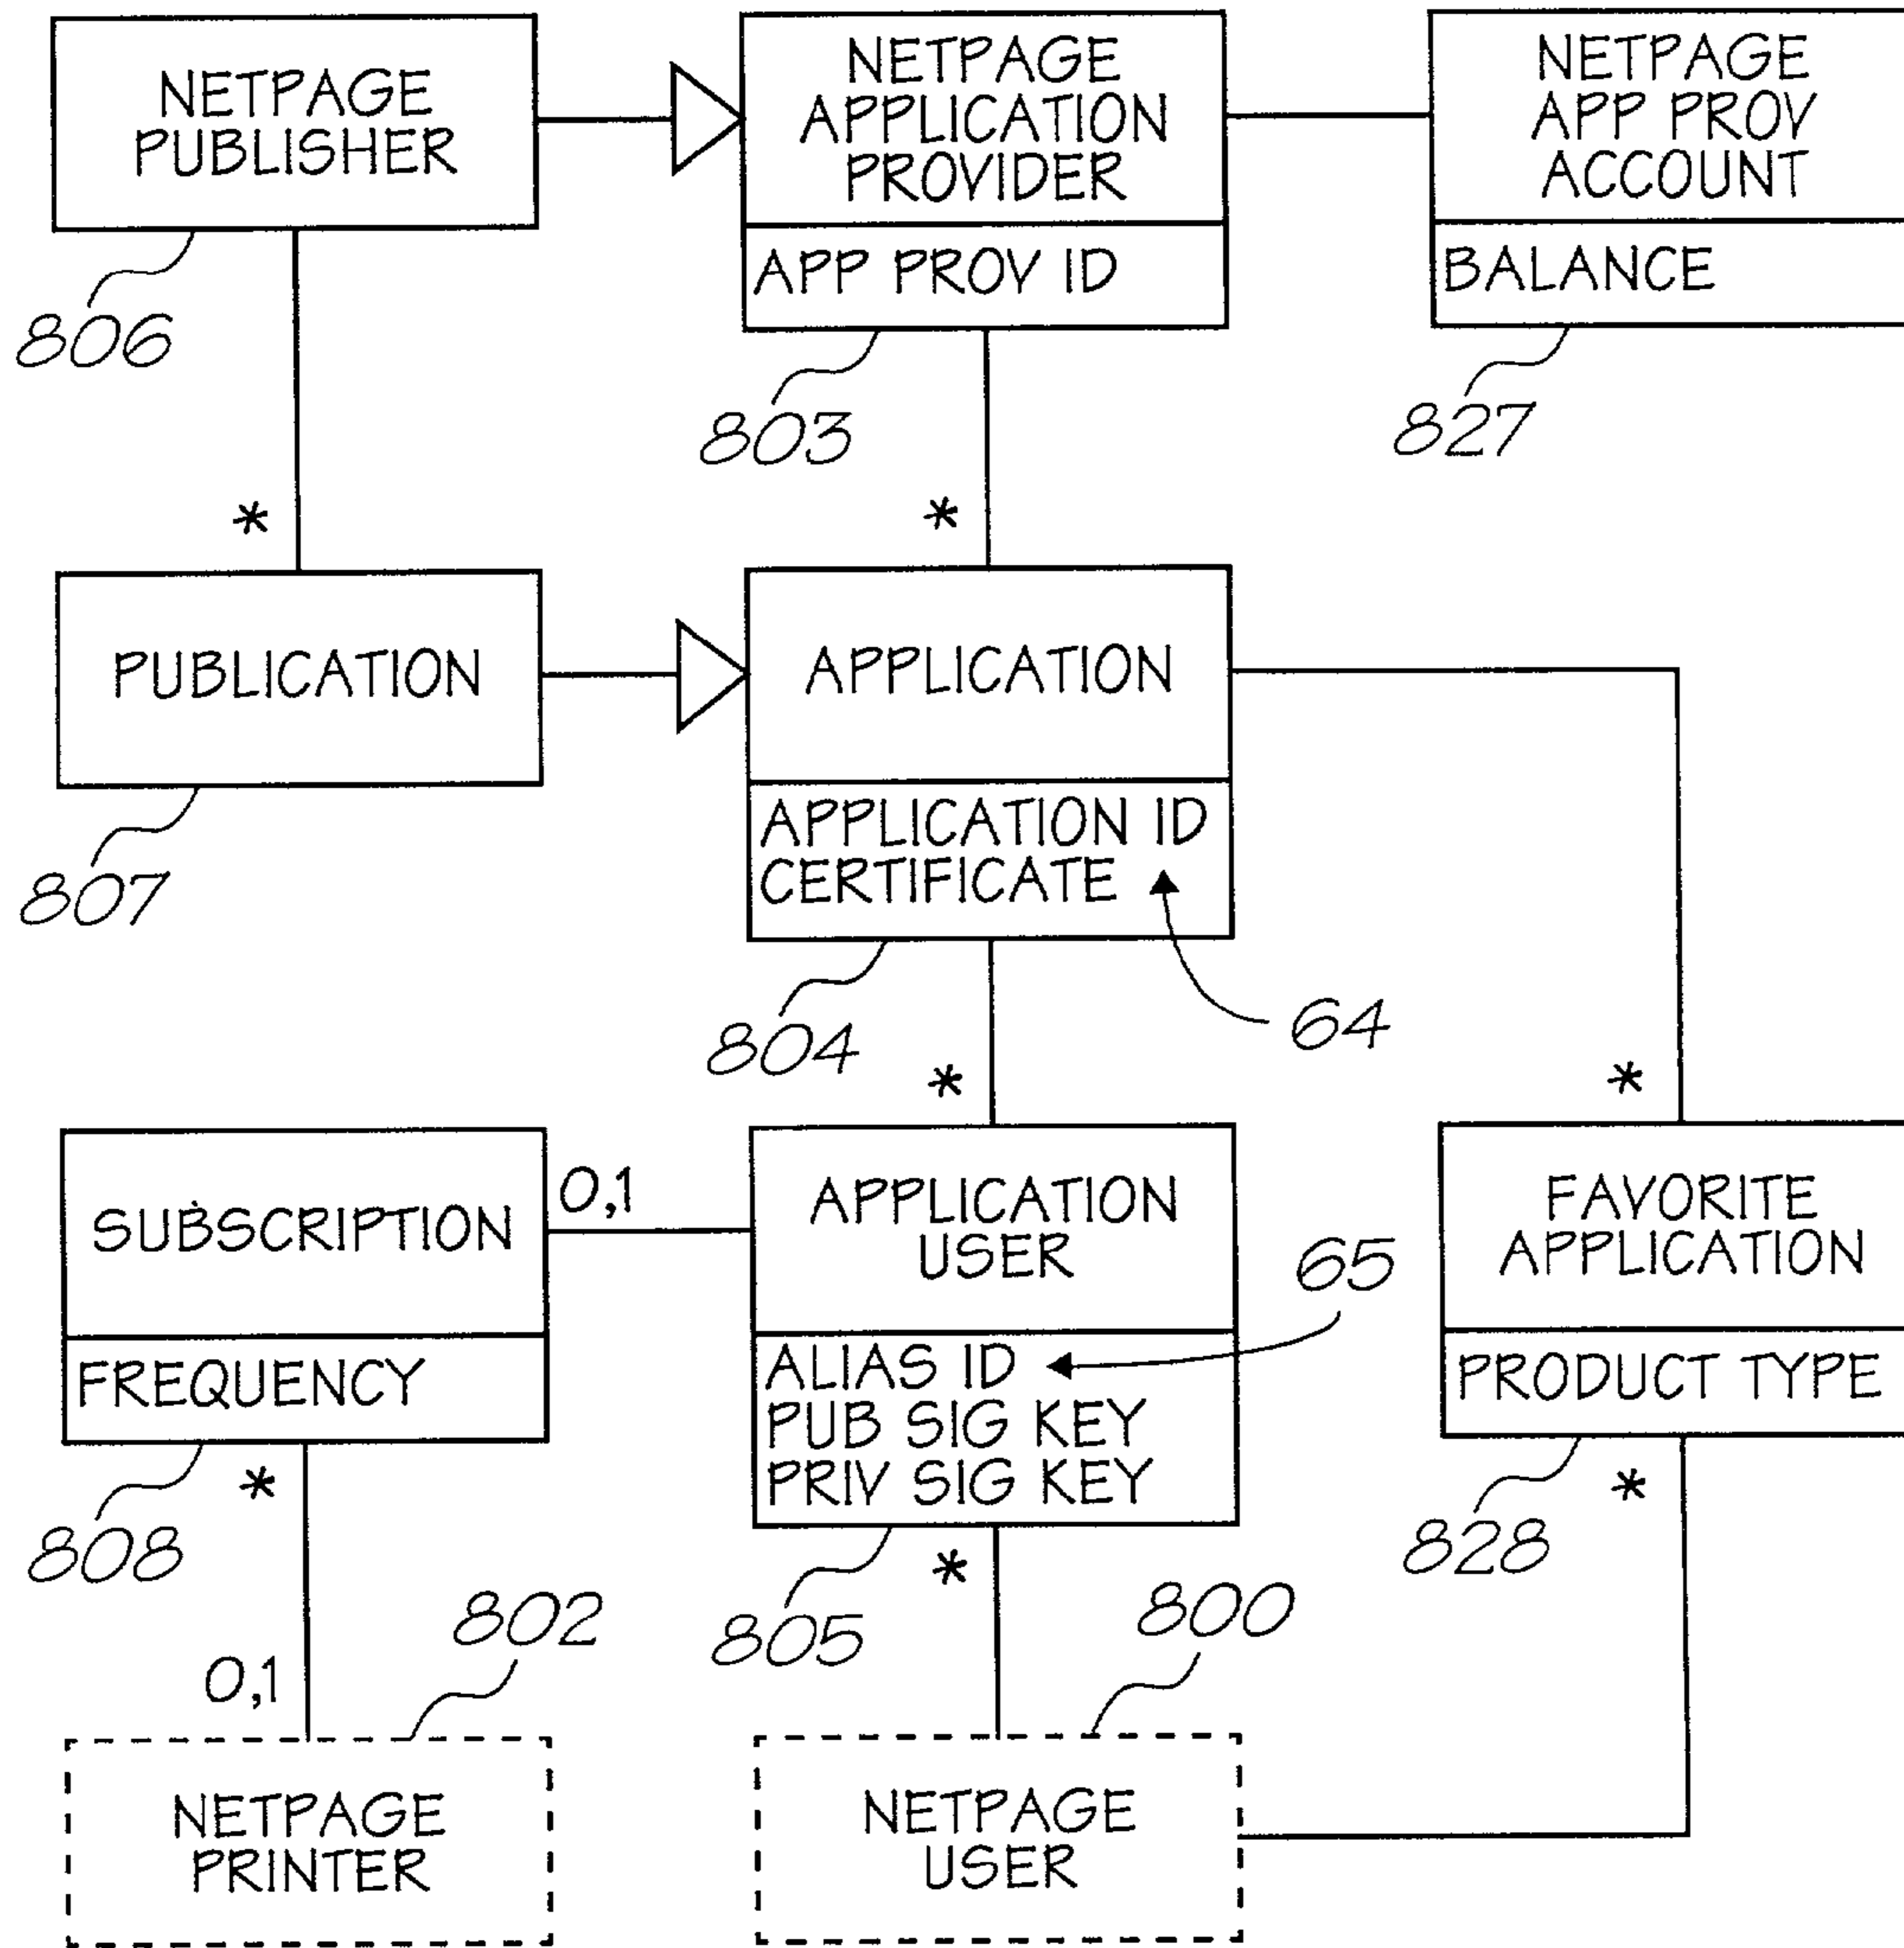 NETPAGE
PUBLISHER
806
NETPAGE
APPLICATION
PROVIDER
APP PROV ID
803
NETPAGE
APP PROV
ACCOUNT
BALANCE
827
*
*
PUBLICATION
807
APPLICATION
APPLICATION ID
CERTIFICATE
804
64
*
*
SUBSCRIPTION
FREQUENCY
808
0,1
APPLICATION
USER
ALIAS ID
PUB SIG KEY
PRIV SIG KEY
805
65
FAVORITE
APPLICATION
PRODUCT TYPE
828
*
*
*
0,1
802
NETPAGE
PRINTER
800
NETPAGE
USER